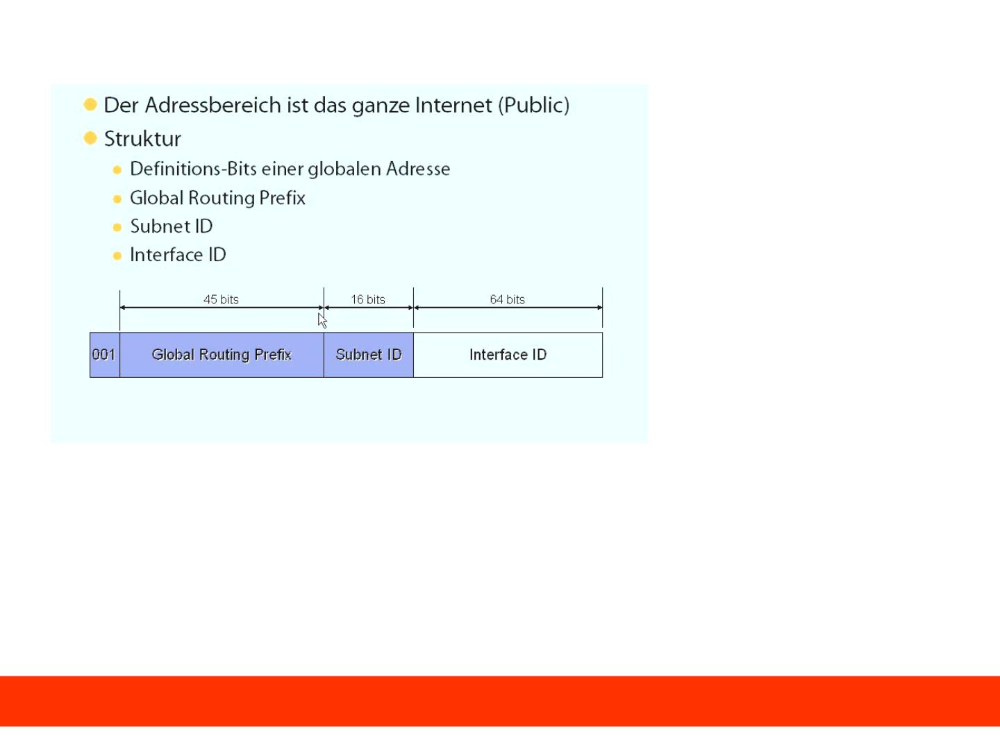 Der Adressbereich ist das ganze Internet (Public)
Struktur
Definitions-Bits einer globalen Adresse
Global Routing Prefix
Subnet ID
Interface ID
45 bits 16 bits 64 bits
001 Global Routing Prefix Subnet ID Interface ID